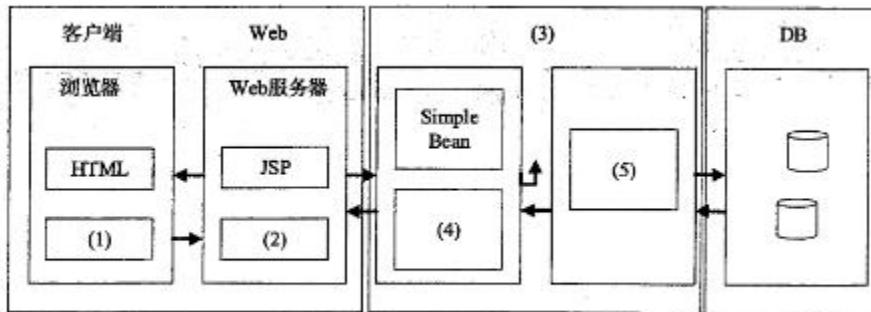 客户端
Web
(3)
DB
浏览器
Web服务器
Simple
Bean
HTML
JSP
(5)
(1)
(2)
(4)